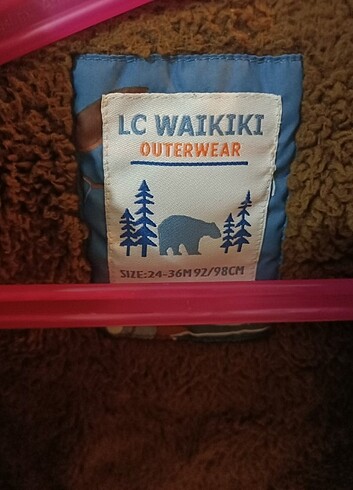 LC WAIKIKI
OUTERWEAR
SIZE:24-36M 92/98CM